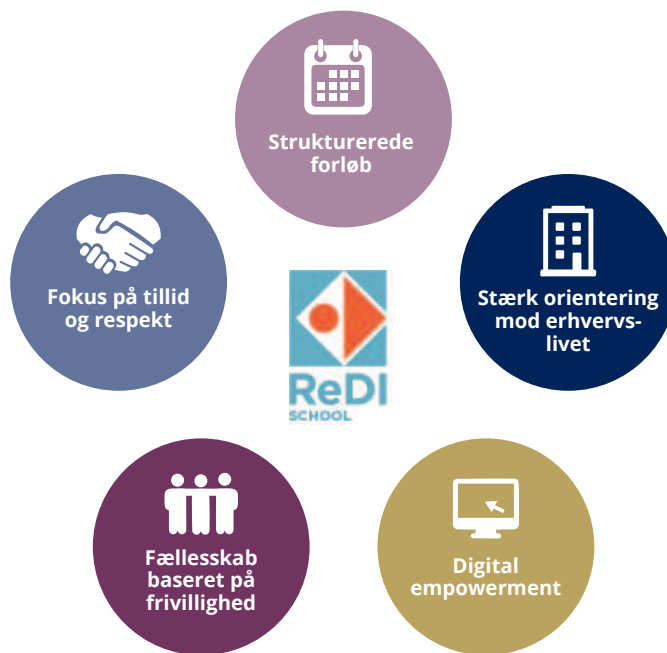 Strukturerede
forløb
Fokus på tillid
og respekt
Stærk orientering
mod erhvervs-
livet
ReDI
SCHOOL
Fællesskab
baseret på
frivillighed
Digital
empowerment